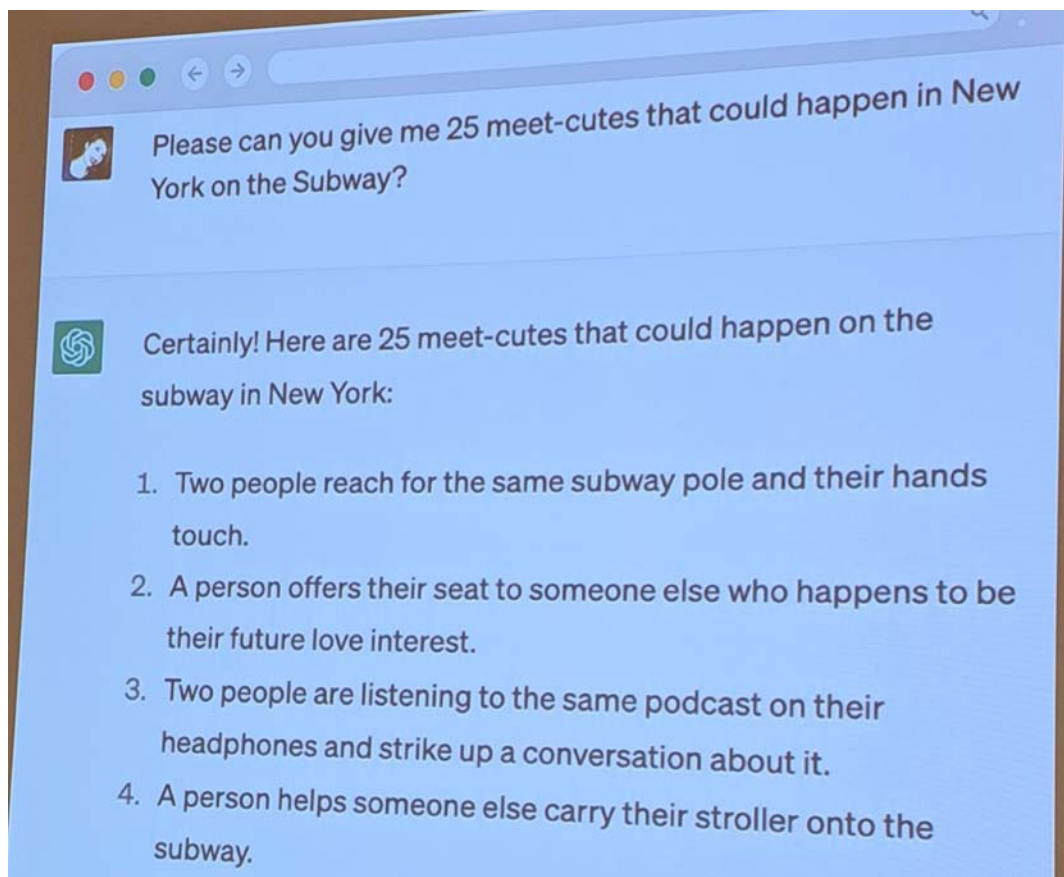 Please can you give me 25 meet-cutes that could happen in New
York on the Subway?
Certainly! Here are 25 meet-cutes that could happen on the
subway in New York:
1. Two people reach for the same subway pole and their hands
touch.
2. A person offers their seat to someone else who happens to be
their future love interest.
3. Two people are listening to the same podcast on their
headphones and strike up a conversation about it.
4. A person helps someone else carry their stroller onto the
subway.